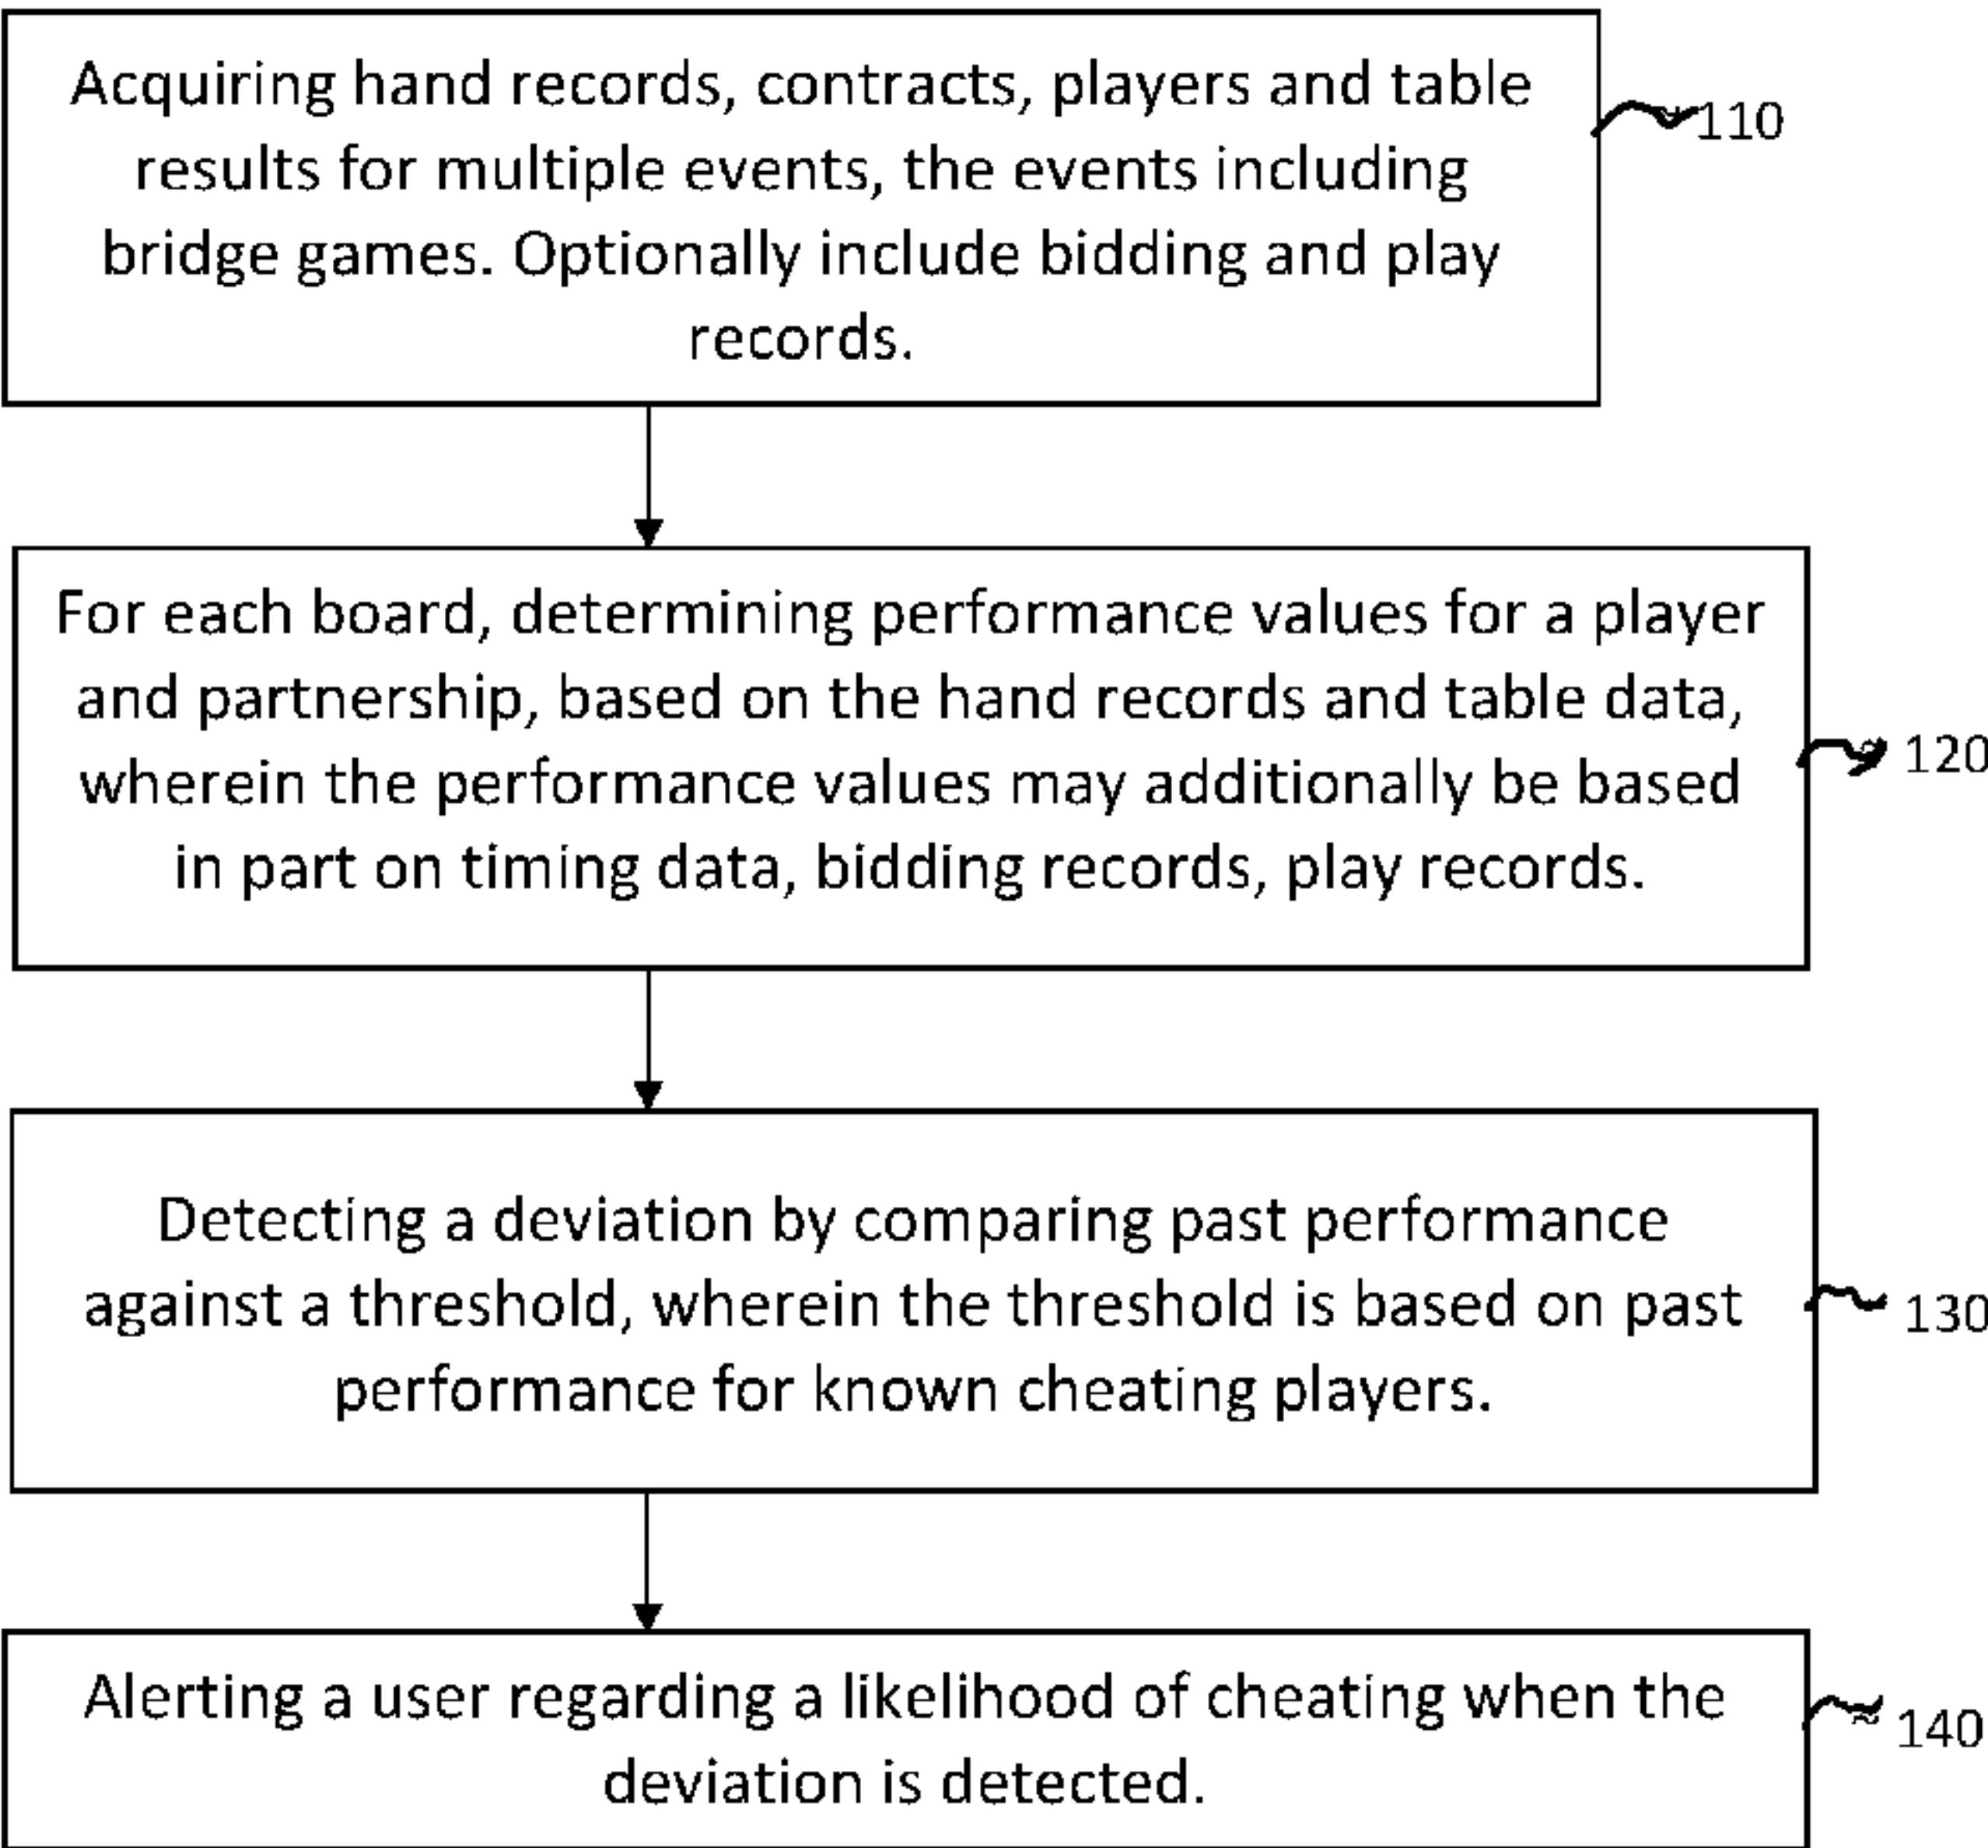 Acquiring hand records, contracts, players and table
results for multiple events, the events including
bridge games. Optionally include bidding and play
records.
110
For each board, determining performance values for a player
and partnership, based on the hand records and table data,
wherein the performance values may additionally be based
in part on timing data, bidding records, play records.
120
Detecting a deviation by comparing past performance
against a threshold, wherein the threshold is based on past
performance for known cheating players.
130
Alerting a user regarding a likelihood of cheating when the
deviation is detected.
140